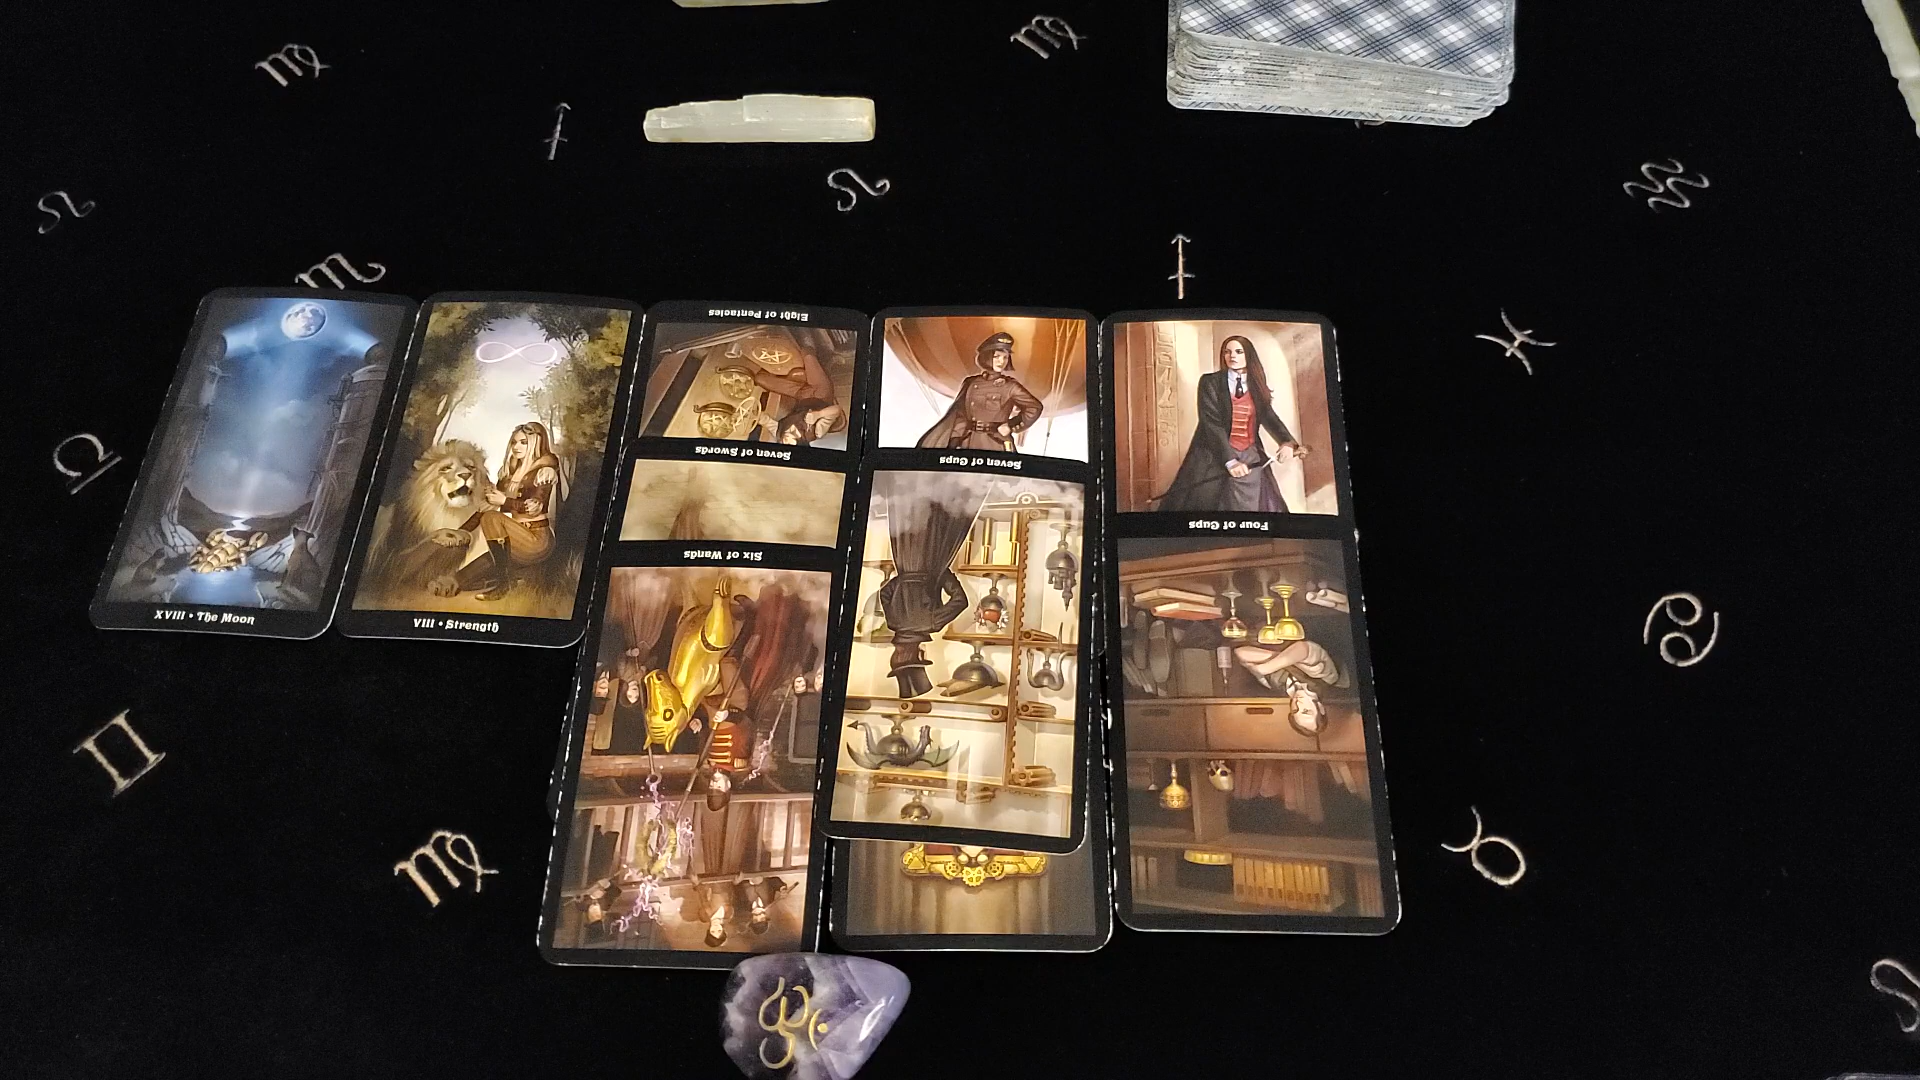 Eight of Pentacles
Seven of Swords
Seven of Cups
Four of Cups
Six of Wands
XVIII • The Moon
VIII • Strength